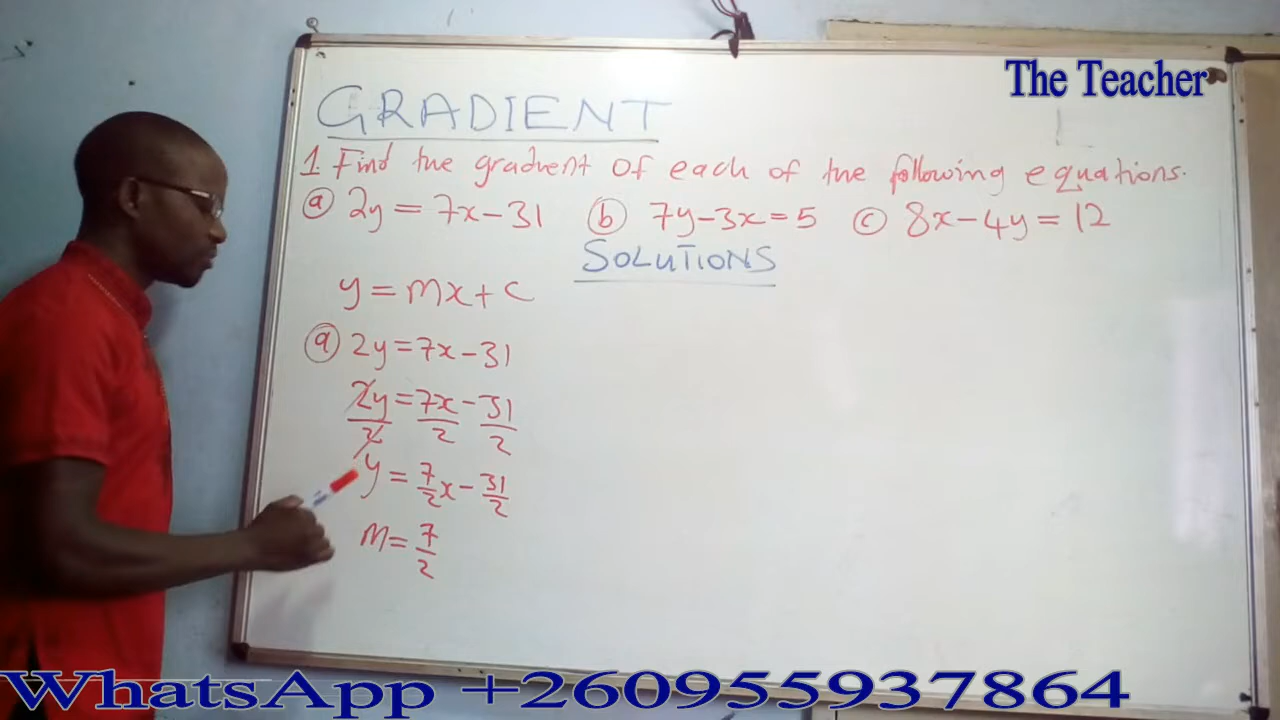 The Teacher
GRADIENT
1. Find the gradient of each of the following equations.
(a) 2y = 7x - 31 (b) 7y - 3x = 5 (c) 8x - 4y = 12
SOLUTIONS
y = mx + c
(a) 2y = 7x - 31
2y/2 = 7x/2 - 31/2
y = 7/2 x - 31/2
m = 7/2
WhatsApp +260955937864